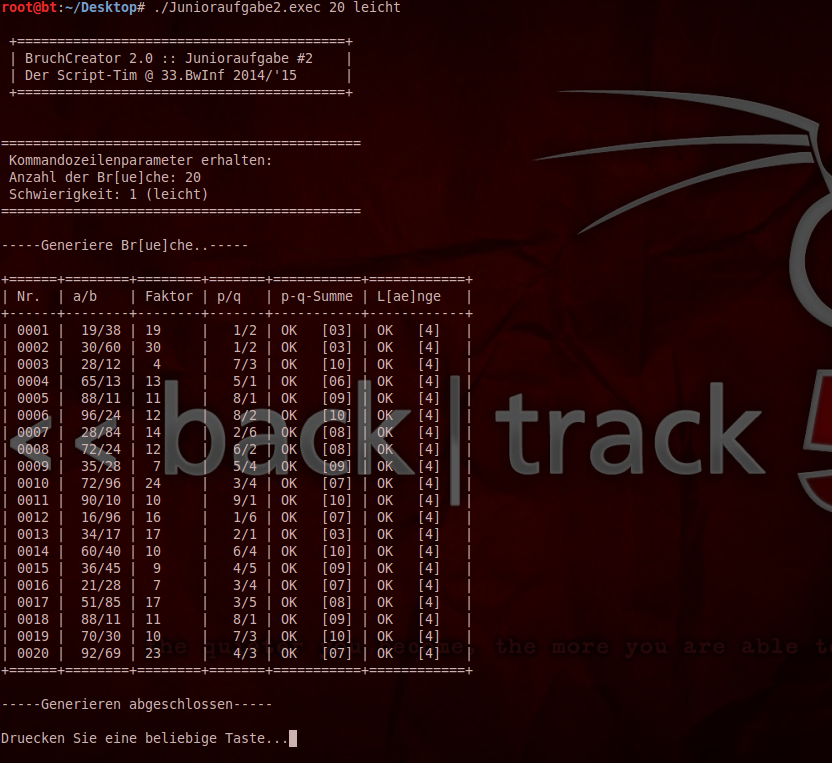 root@bt:~/Desktop# ./Junioraufgabe2.exec 20 leicht
+=========================================+
| BruchCreator 2.0 :: Junioraufgabe #2    |
| Der Script-Tim @ 33.BwInf 2014/'15      |
+=========================================+
=============================================
Kommandozeilenparameter erhalten:
Anzahl der Br[ue]che: 20
Schwierigkeit: 1 (leicht)
=============================================
-----Generiere Br[ue]che..-----
+======+========+========+=======+===========+============+
| Nr.  | a/b    | Faktor | p/q   | p-q-Summe | L[ae]nge   |
+------+--------+--------+-------+-----------+------------+
| 0001 |  19/38 | 19     |   1/2 | OK   [03] | OK   [4]   |
| 0002 |  30/60 | 30     |   1/2 | OK   [03] | OK   [4]   |
| 0003 |  28/12 |  4     |   7/3 | OK   [10] | OK   [4]   |
| 0004 |  65/13 | 13     |   5/1 | OK   [06] | OK   [4]   |
| 0005 |  88/11 | 11     |   8/1 | OK   [09] | OK   [4]   |
| 0006 |  96/24 | 12     |   8/2 | OK   [10] | OK   [4]   |
| 0007 |  28/84 | 14     |   2/6 | OK   [08] | OK   [4]   |
| 0008 |  72/24 | 12     |   6/2 | OK   [08] | OK   [4]   |
| 0009 |  35/28 |  7     |   5/4 | OK   [09] | OK   [4]   |
| 0010 |  72/96 | 24     |   3/4 | OK   [07] | OK   [4]   |
| 0011 |  90/10 | 10     |   9/1 | OK   [10] | OK   [4]   |
| 0012 |  16/96 | 16     |   1/6 | OK   [07] | OK   [4]   |
| 0013 |  34/17 | 17     |   2/1 | OK   [03] | OK   [4]   |
| 0014 |  60/40 | 10     |   6/4 | OK   [10] | OK   [4]   |
| 0015 |  36/45 |  9     |   4/5 | OK   [09] | OK   [4]   |
| 0016 |  21/28 |  7     |   3/4 | OK   [07] | OK   [4]   |
| 0017 |  51/85 | 17     |   3/5 | OK   [08] | OK   [4]   |
| 0018 |  88/11 | 11     |   8/1 | OK   [09] | OK   [4]   |
| 0019 |  70/30 | 10     |   7/3 | OK   [10] | OK   [4]   |
| 0020 |  92/69 | 23     |   4/3 | OK   [07] | OK   [4]   |
+======+========+========+=======+===========+============+
-----Generieren abgeschlossen-----
Druecken Sie eine beliebige Taste...
<< back | track 5
the more you are able